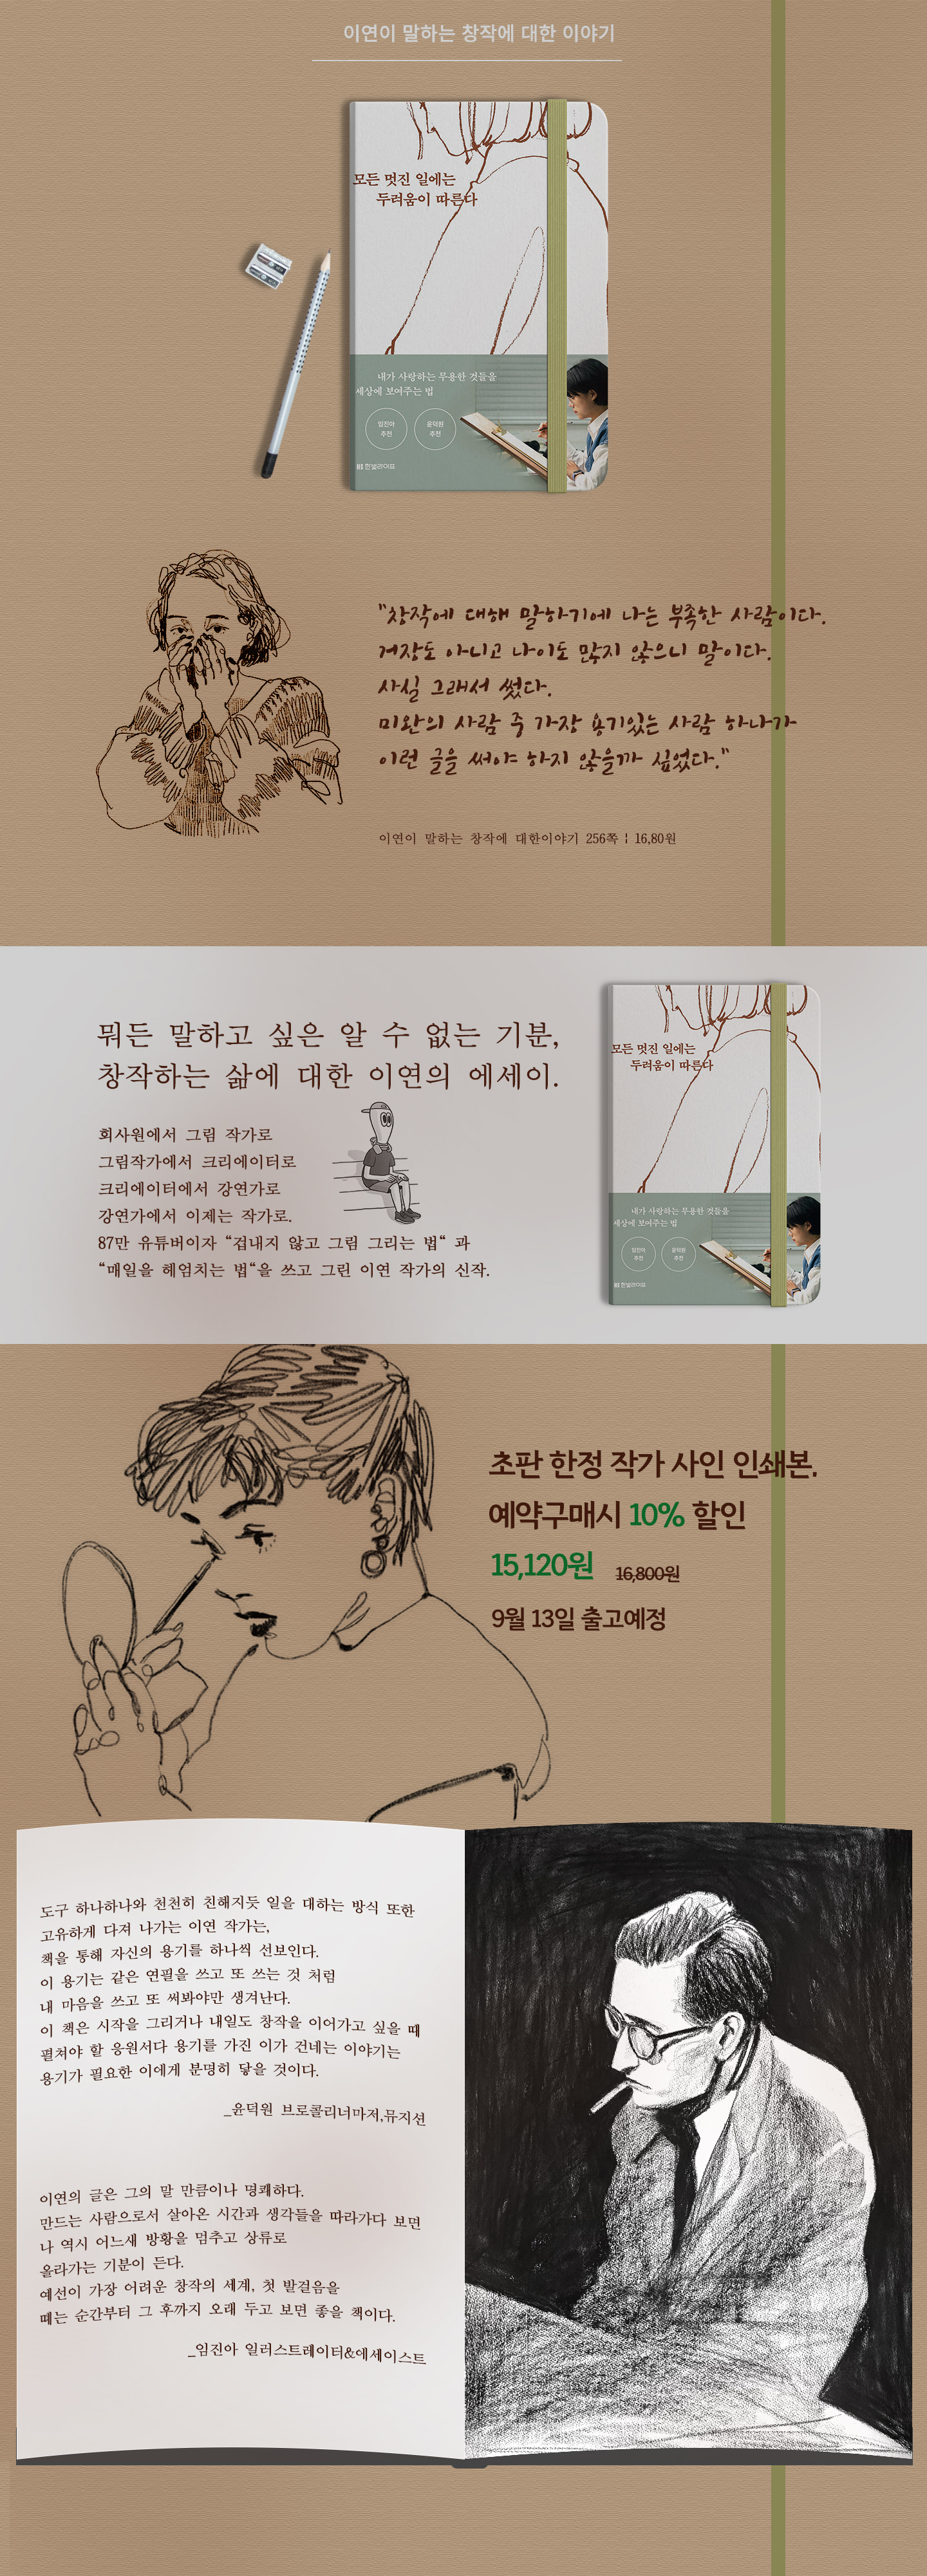 이연이 말하는 창작에 대한 이야기
모든 멋진 일에는
두려움이 따른다
내가 사랑하는 무용한 것들을
세상에 보여주는 법
임진아
추천
윤덕원
추천
한빛라이프
"창작에 대해 말하기에 나는 부족한 사람이다.
거장도 아니고 나이도 많지 않으니 말이다.
사실 그래서 썼다.
미완의 사람 중 가장 용기있는 사람 하나가
이런 글을 써야 하지 않을까 싶었다."
이연이 말하는 창작에 대한이야기 256쪽 ¦ 16,80원
뭐든 말하고 싶은 알 수 없는 기분,
창작하는 삶에 대한 이연의 에세이.
회사원에서 그림 작가로
그림작가에서 크리에이터로
크리에이터에서 강연가로
강연가에서 이제는 작가로.
87만 유튜버이자 “겁내지 않고 그림 그리는 법“ 과
“매일을 헤엄치는 법“을 쓰고 그린 이연 작가의 신작.
모든 멋진 일에는
두려움이 따른다
내가 사랑하는 무용한 것들을
세상에 보여주는 법
임진아
추천
윤덕원
추천
한빛라이프
초판 한정 작가 사인 인쇄본.
예약구매시 10% 할인
15,120원 16,800원
9월 13일 출고예정
도구 하나하나와 천천히 친해지듯 일을 대하는 방식 또한
고유하게 다져 나가는 이연 작가는,
책을 통해 자신의 용기를 하나씩 선보인다.
이 용기는 같은 연필을 쓰고 또 쓰는 것 처럼
내 마음을 쓰고 또 써봐야만 생겨난다.
이 책은 시작을 그리거나 내일도 창작을 이어가고 싶을 때
펼쳐야 할 응원서다 용기를 가진 이가 건네는 이야기는
용기가 필요한 이에게 분명히 닿을 것이다.
_윤덕원 브로콜리너마저,뮤지션
이연의 글은 그의 말 만큼이나 명쾌하다.
만드는 사람으로서 살아온 시간과 생각들을 따라가다 보면
나 역시 어느새 방황을 멈추고 상류로
올라가는 기분이 든다.
예선이 가장 어려운 창작의 세계, 첫 발걸음을
떼는 순간부터 그 후까지 오래 두고 보면 좋을 책이다.
_임진아 일러스트레이터&에세이스트